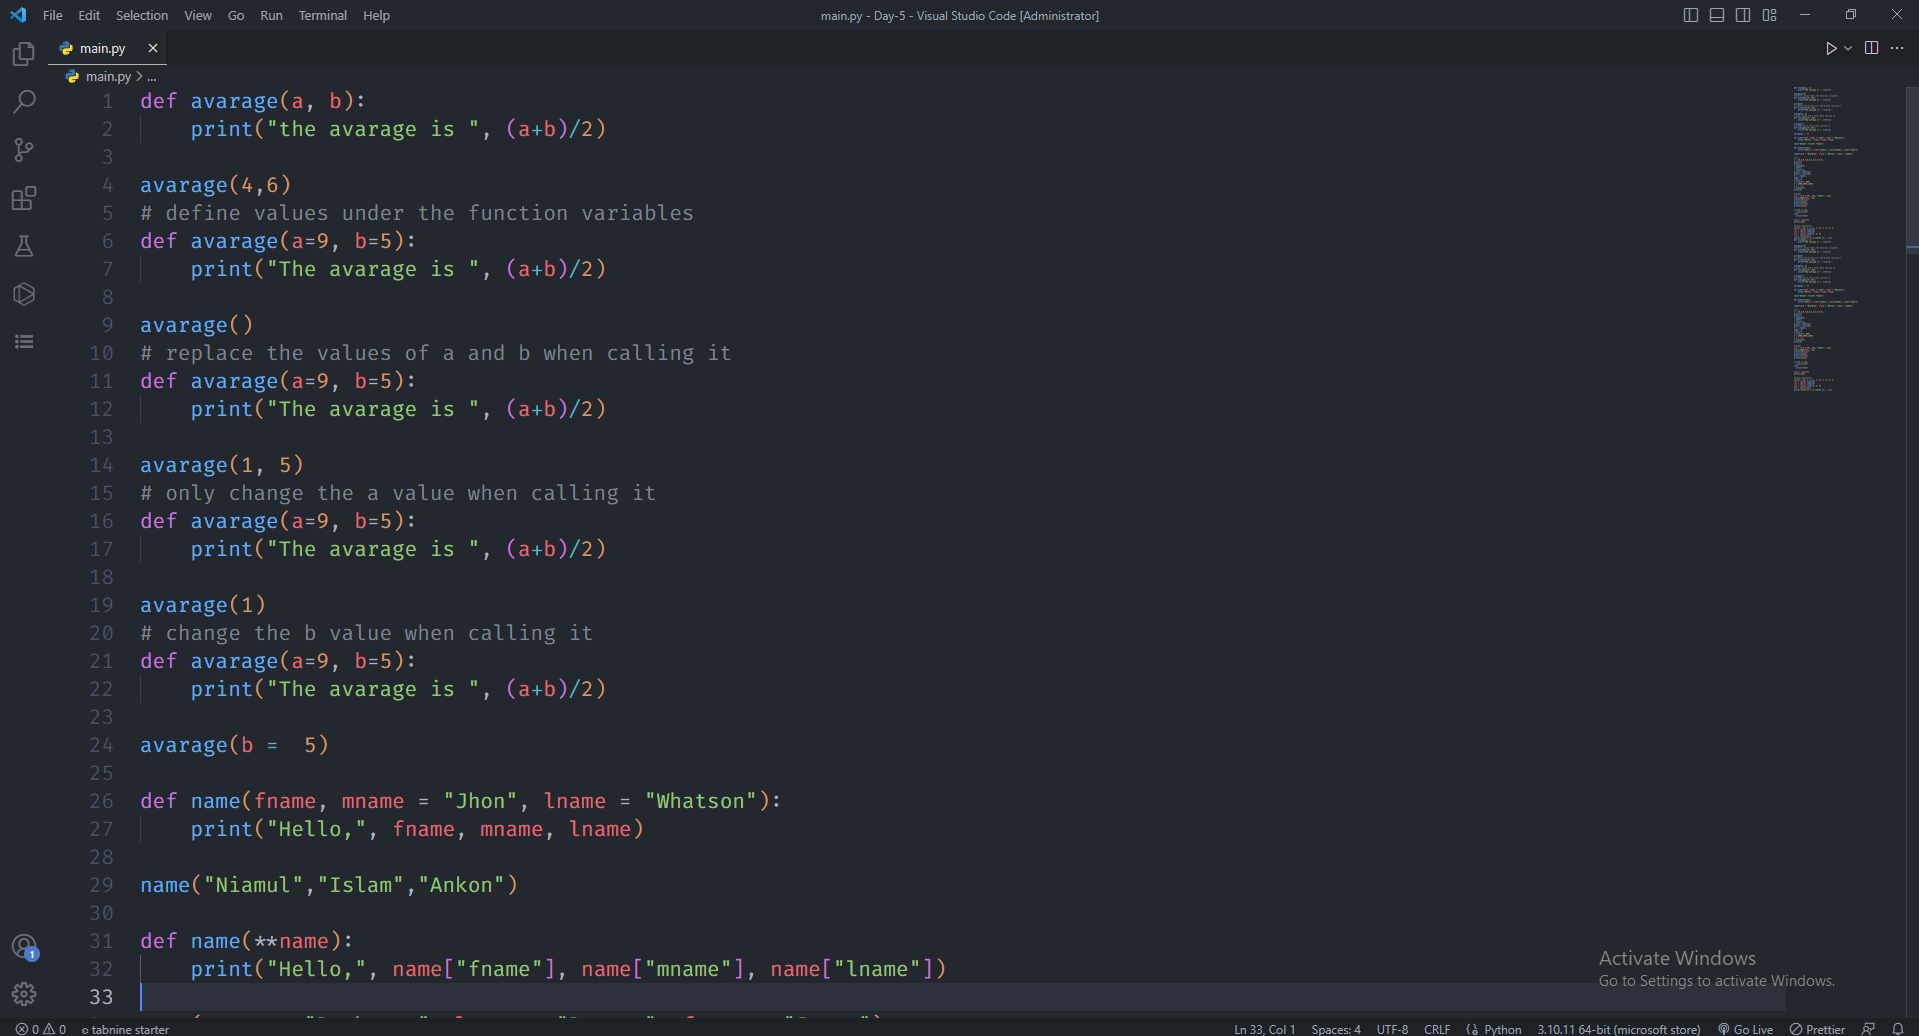 File Edit Selection View Go Run Terminal Help
main.py - Day-5 - Visual Studio Code [Administrator]
main.py
main.py > ...
1 def avarage(a, b):
2     print("the avarage is ", (a+b)/2)
3
4 avarage(4,6)
5 # define values under the function variables
6 def avarage(a=9, b=5):
7     print("The avarage is ", (a+b)/2)
8
9 avarage()
10 # replace the values of a and b when calling it
11 def avarage(a=9, b=5):
12     print("The avarage is ", (a+b)/2)
13
14 avarage(1, 5)
15 # only change the a value when calling it
16 def avarage(a=9, b=5):
17     print("The avarage is ", (a+b)/2)
18
19 avarage(1)
20 # change the b value when calling it
21 def avarage(a=9, b=5):
22     print("The avarage is ", (a+b)/2)
23
24 avarage(b =  5)
25
26 def name(fname, mname = "Jhon", lname = "Whatson"):
27     print("Hello,", fname, mname, lname)
28
29 name("Niamul","Islam","Ankon")
30
31 def name(**name):
32     print("Hello,", name["fname"], name["mname"], name["lname"])
33
1
Activate Windows
Go to Settings to activate Windows.
0 0 tabnine starter
Ln 33, Col 1 Spaces: 4 UTF-8 CRLF Python 3.10.11 64-bit (microsoft store) Go Live Prettier